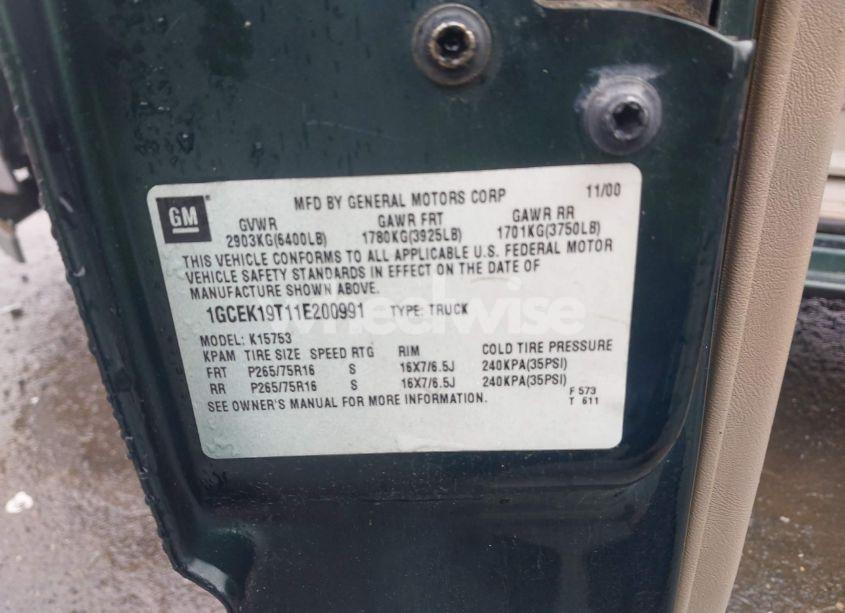 MFD BY GENERAL MOTORS CORP 11/00
GM
GVWR GAWR FRT GAWR RR
2903KG(6400LB) 1780KG(3925LB) 1701KG(3750LB)
THIS VEHICLE CONFORMS TO ALL APPLICABLE U.S. FEDERAL MOTOR
VEHICLE SAFETY STANDARDS IN EFFECT ON THE DATE OF
MANUFACTURE SHOWN ABOVE.
1GCEK19T11E200991 TYPE: TRUCK
MODEL: K15753
KPAM TIRE SIZE SPEED RTG RIM COLD TIRE PRESSURE
FRT P265/75R16 S 16X7/6.5J 240KPA(35PSI)
RR P265/75R16 S 16X7/6.5J 240KPA(35PSI)
SEE OWNER'S MANUAL FOR MORE INFORMATION.
F 573
T 611
wheelwise